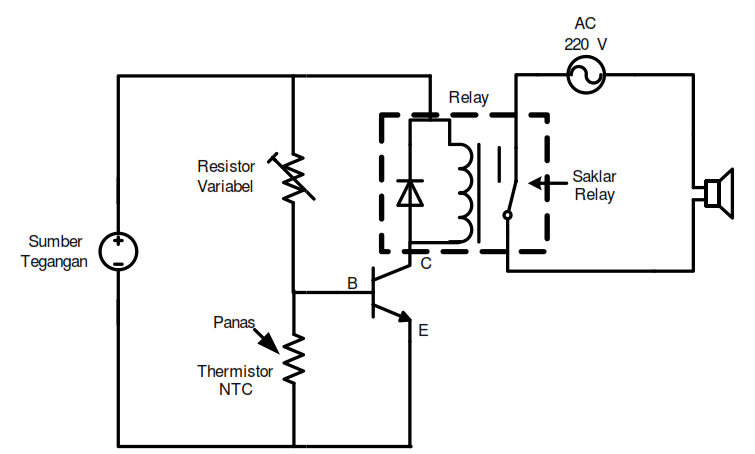 AC
220 V
Relay
Resistor
Variabel
Saklar
Relay
Sumber
Tegangan
+
-
C
B
E
Panas
Thermistor
NTC